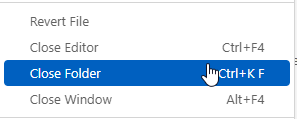 Revert File
Close Editor Ctrl+F4
Close Folder Ctrl+K F
Close Window Alt+F4